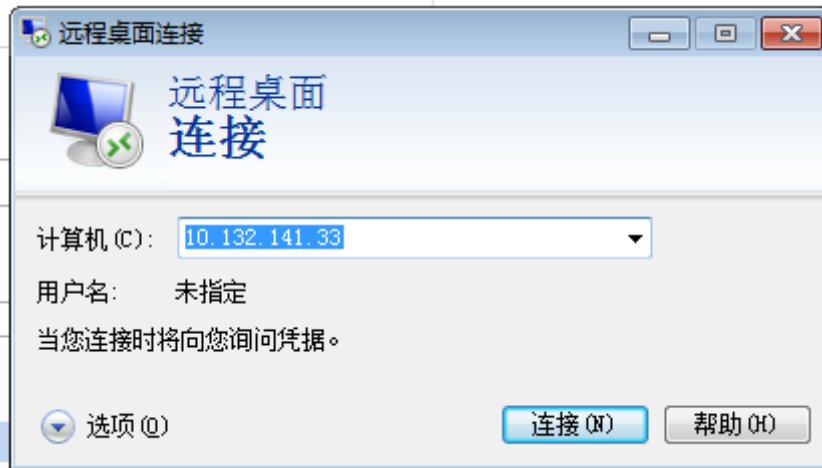 远程桌面连接
远程桌面
连接
计算机(C): 10.132.141.33
用户名: 未指定
当您连接时将向您询问凭据。
选项(O) 连接(N) 帮助(H)